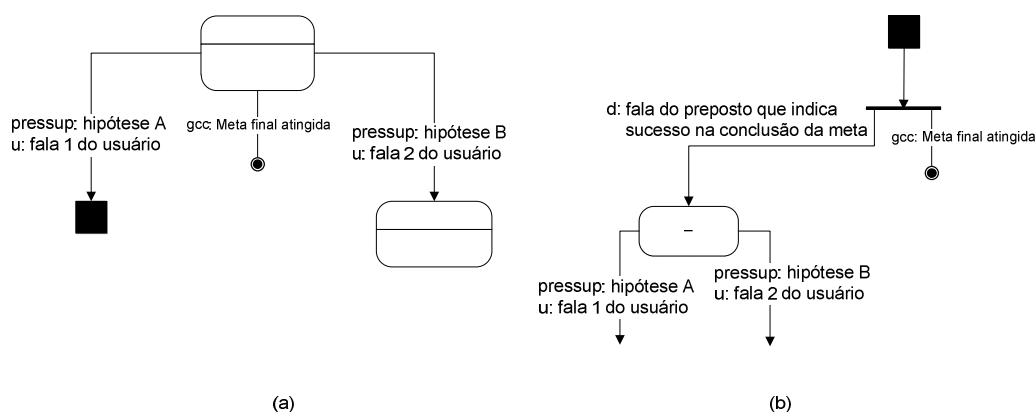 pressup: hipótese A
u: fala 1 do usuário
gcc: Meta final atingida
pressup: hipótese B
u: fala 2 do usuário
(a)
d: fala do preposto que indica
sucesso na conclusão da meta
gcc: Meta final atingida
–
pressup: hipótese A
u: fala 1 do usuário
pressup: hipótese B
u: fala 2 do usuário
(b)